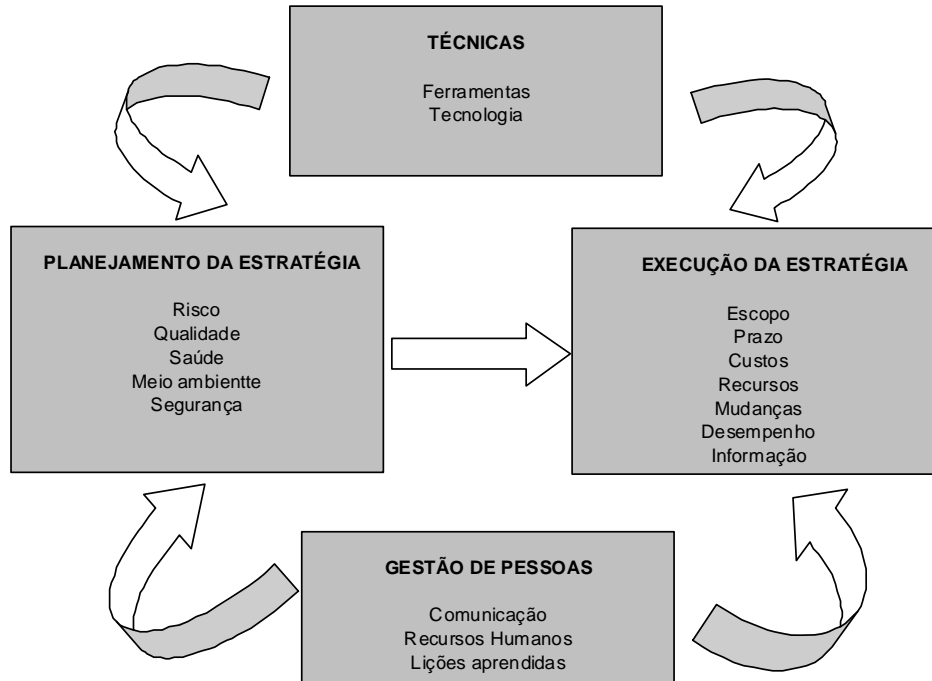 TÉCNICAS
Ferramentas
Tecnologia
PLANEJAMENTO DA ESTRATÉGIA
Risco
Qualidade
Saúde
Meio ambientte
Segurança
EXECUÇÃO DA ESTRATÉGIA
Escopo
Prazo
Custos
Recursos
Mudanças
Desempenho
Informação
GESTÃO DE PESSOAS
Comunicação
Recursos Humanos
Lições aprendidas